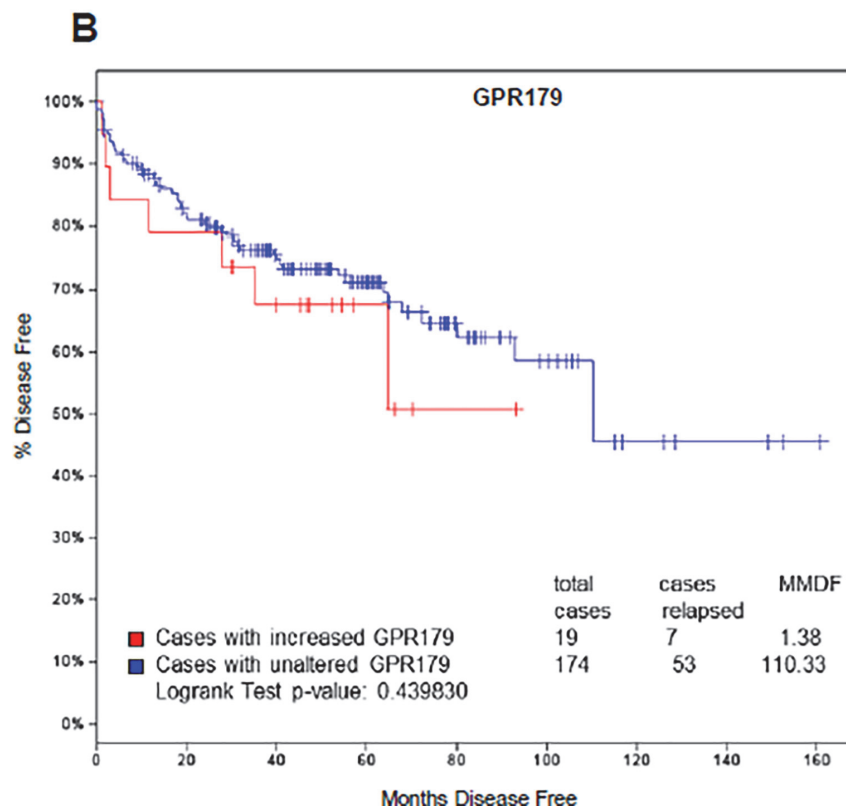 B
GPR179
100%
90%
80%
70%
60%
50%
40%
30%
20%
10%
0%
% Disease Free
total cases relapsed MMDF
cases
Cases with increased GPR179 19 7 1.38
Cases with unaltered GPR179 174 53 110.33
Logrank Test p-value: 0.439830
0 20 40 60 80 100 120 140 160
Months Disease Free